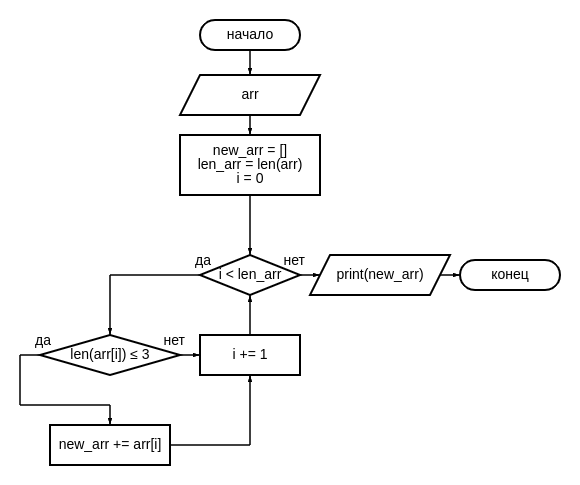 начало
arr
new_arr = []
len_arr = len(arr)
i = 0
да
нет
i < len_arr
print(new_arr)
конец
да
нет
len(arr[i]) ≤ 3
i += 1
new_arr += arr[i]